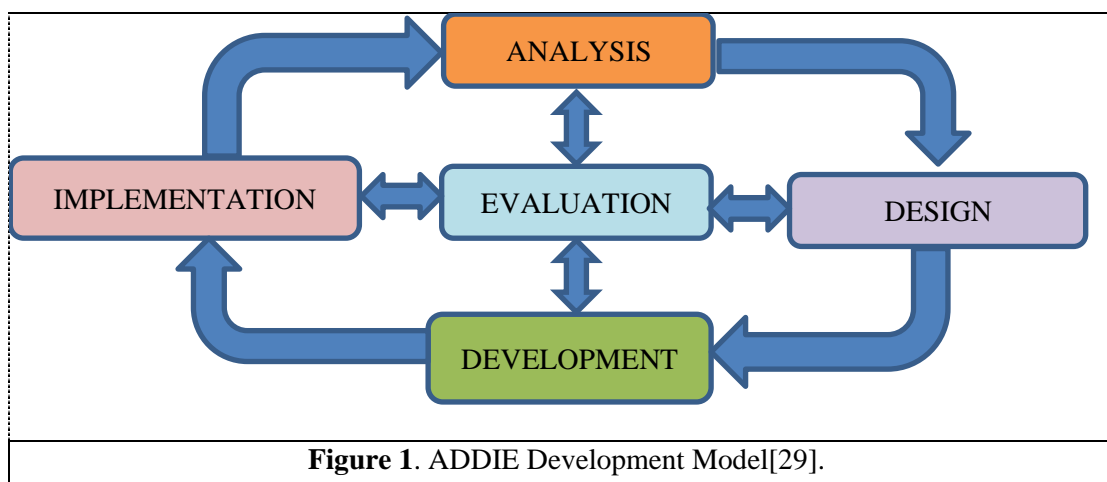 ANALYSIS
IMPLEMENTATION
EVALUATION
DESIGN
DEVELOPMENT
Figure 1. ADDIE Development Model[29].